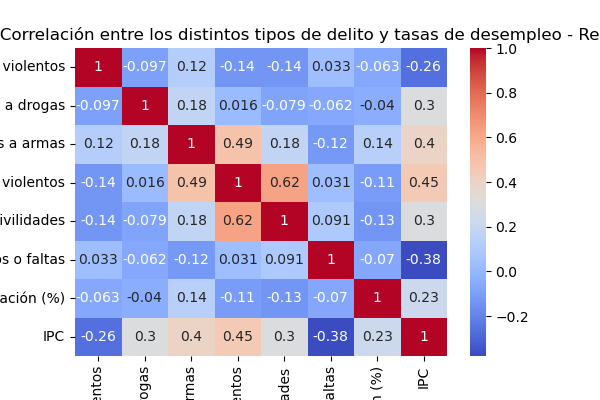 Correlación entre los distintos tipos de delito y tasas de desempleo - Re
violentos 1 -0.097 0.12 -0.14 -0.14 0.033 -0.063 -0.26
a drogas -0.097 1 0.18 0.016 -0.079 -0.062 -0.04 0.3
s a armas 0.12 0.18 1 0.49 0.18 -0.12 0.14 0.4
violentos -0.14 0.016 0.49 1 0.62 0.031 -0.11 0.45
ivilidades -0.14 -0.079 0.18 0.62 1 0.091 -0.13 0.3
os o faltas 0.033 -0.062 -0.12 0.031 0.091 1 -0.07 -0.38
ación (%) -0.063 -0.04 0.14 -0.11 -0.13 -0.07 1 0.23
IPC -0.26 0.3 0.4 0.45 0.3 -0.38 0.23 1
entos
rogas
rmas
entos
ades
altas
n (%)
IPC
1.0
0.8
0.6
0.4
0.2
0.0
−0.2